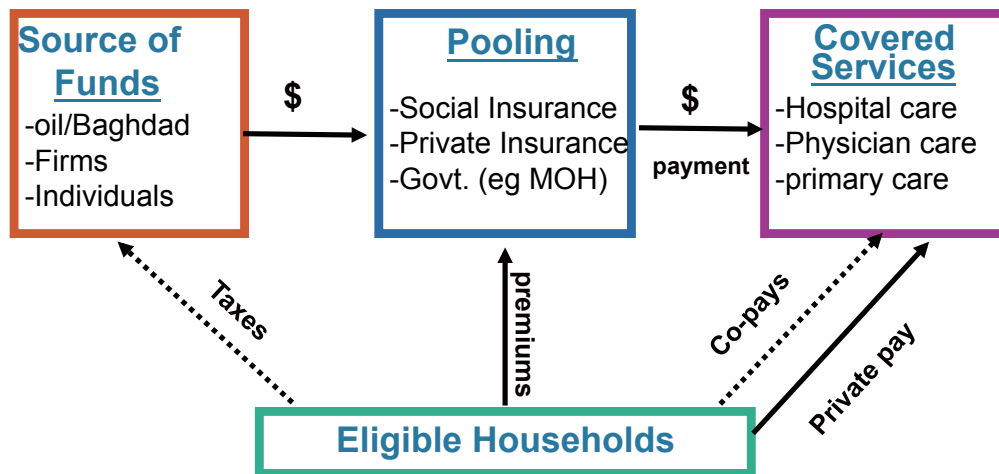 Source of
Funds
-oil/Baghdad
-Firms
-Individuals
$
Pooling
-Social Insurance
-Private Insurance
-Govt. (eg MOH)
$
payment
Covered
Services
-Hospital care
-Physician care
-primary care
Taxes
premiums
Co-pays
Private pay
Eligible Households